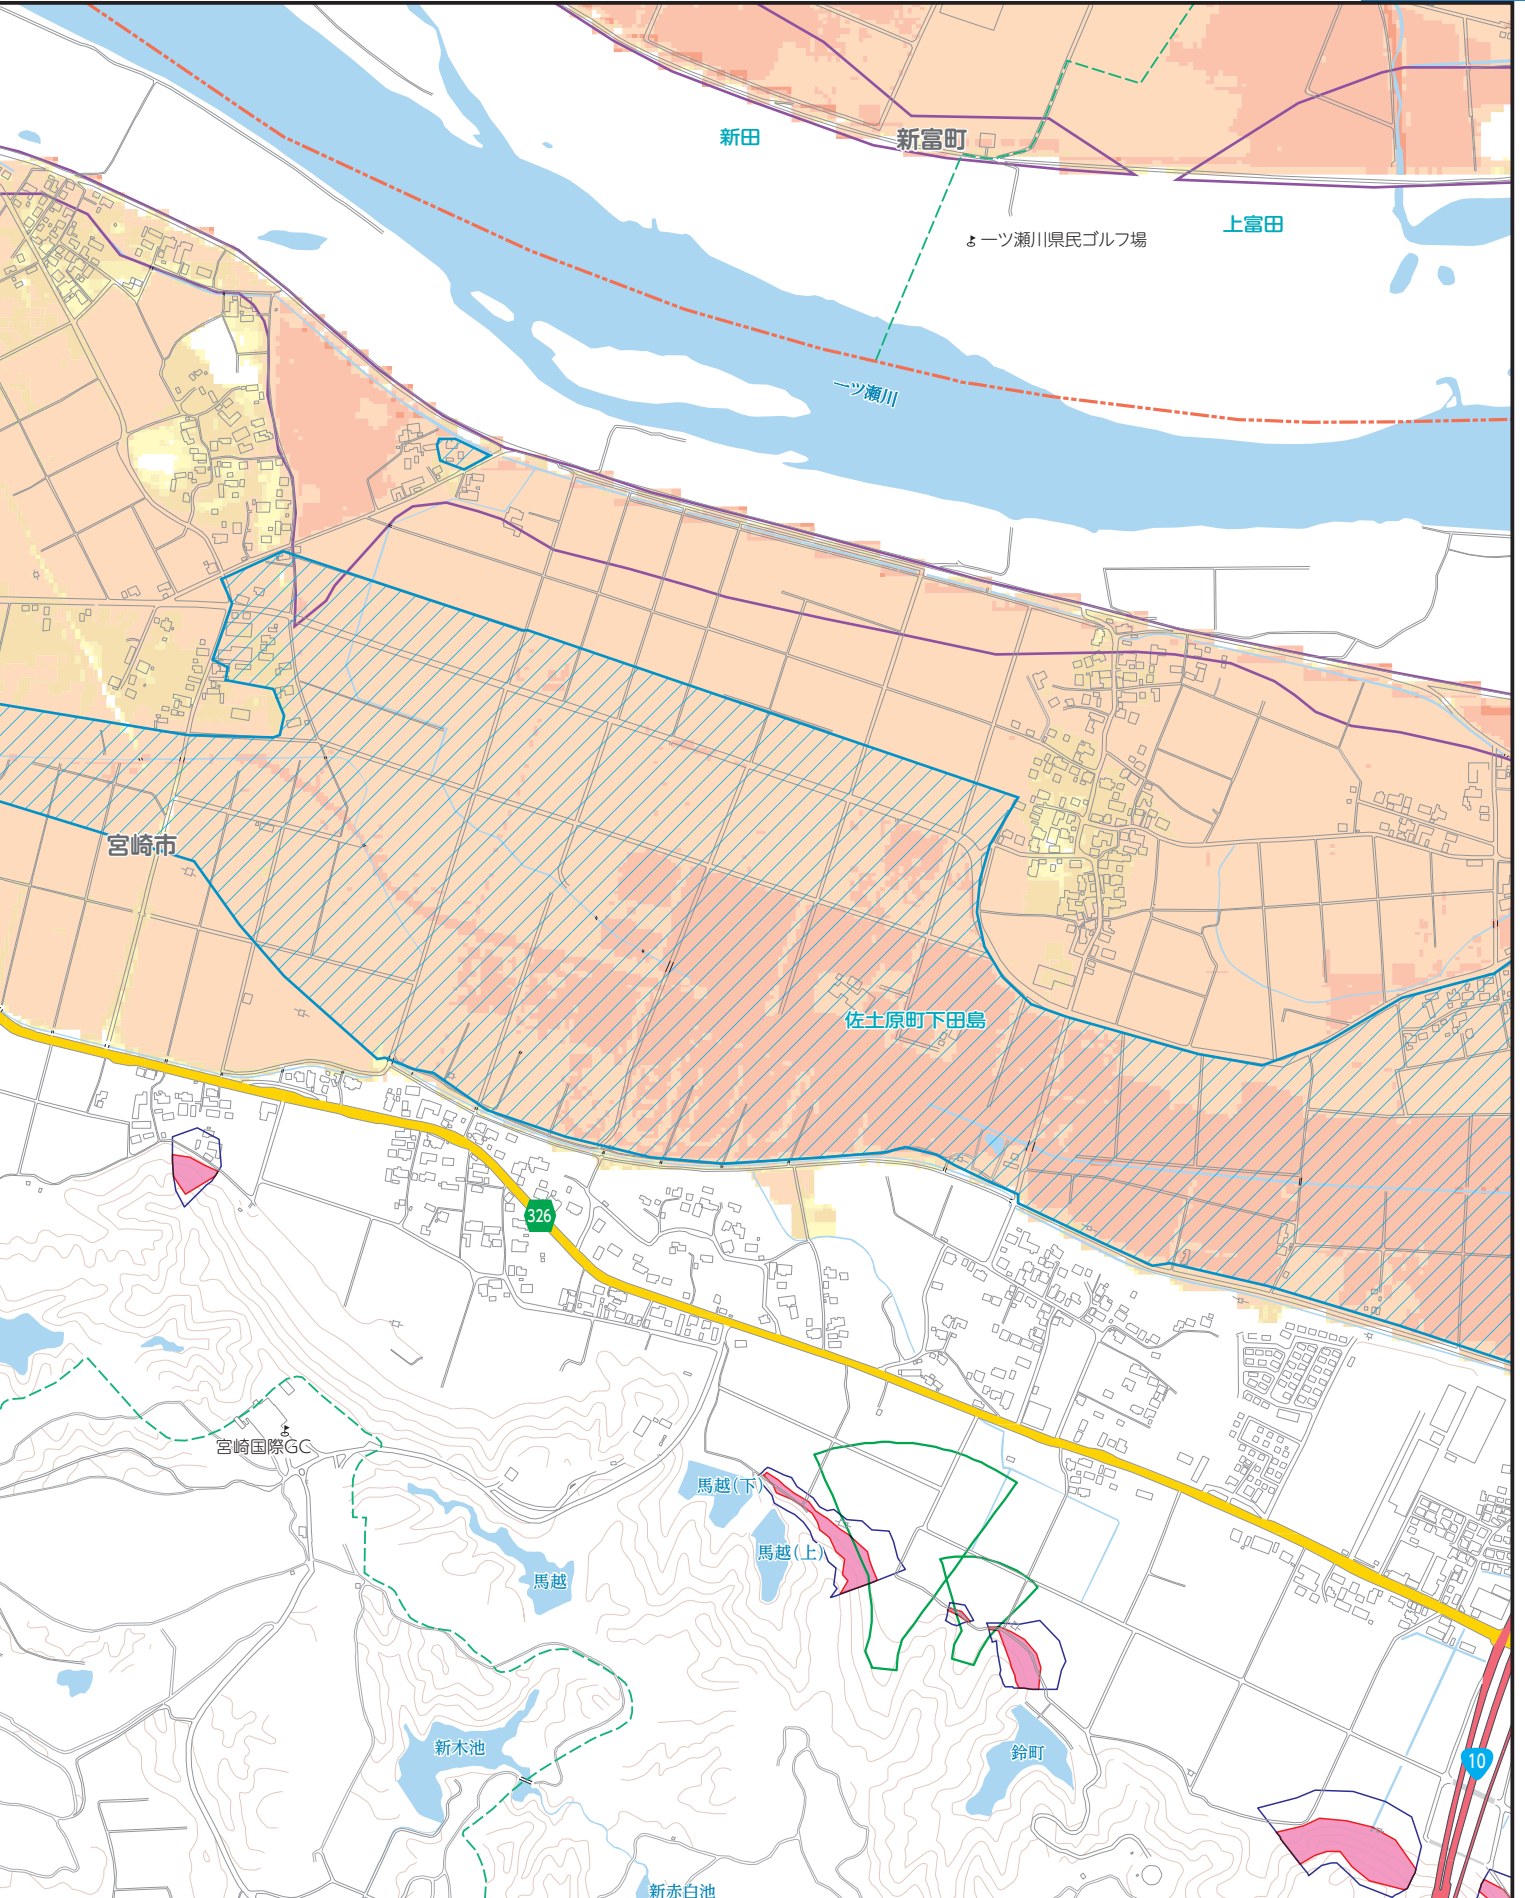 新田
新富町
上富田
一ツ瀬川県民ゴルフ場
一ツ瀬川
宮崎市
佐土原町下田島
326
宮崎国際GC
馬越(下)
馬越(上)
馬越
新木池
鈴町
10
新赤白池